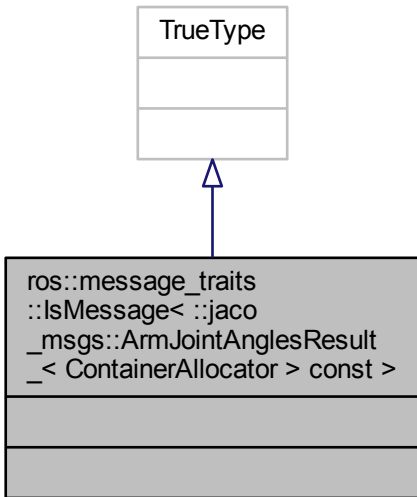 TrueType
ros::message_traits
::IsMessage< ::jaco
_msgs::ArmJointAnglesResult
_< ContainerAllocator > const >